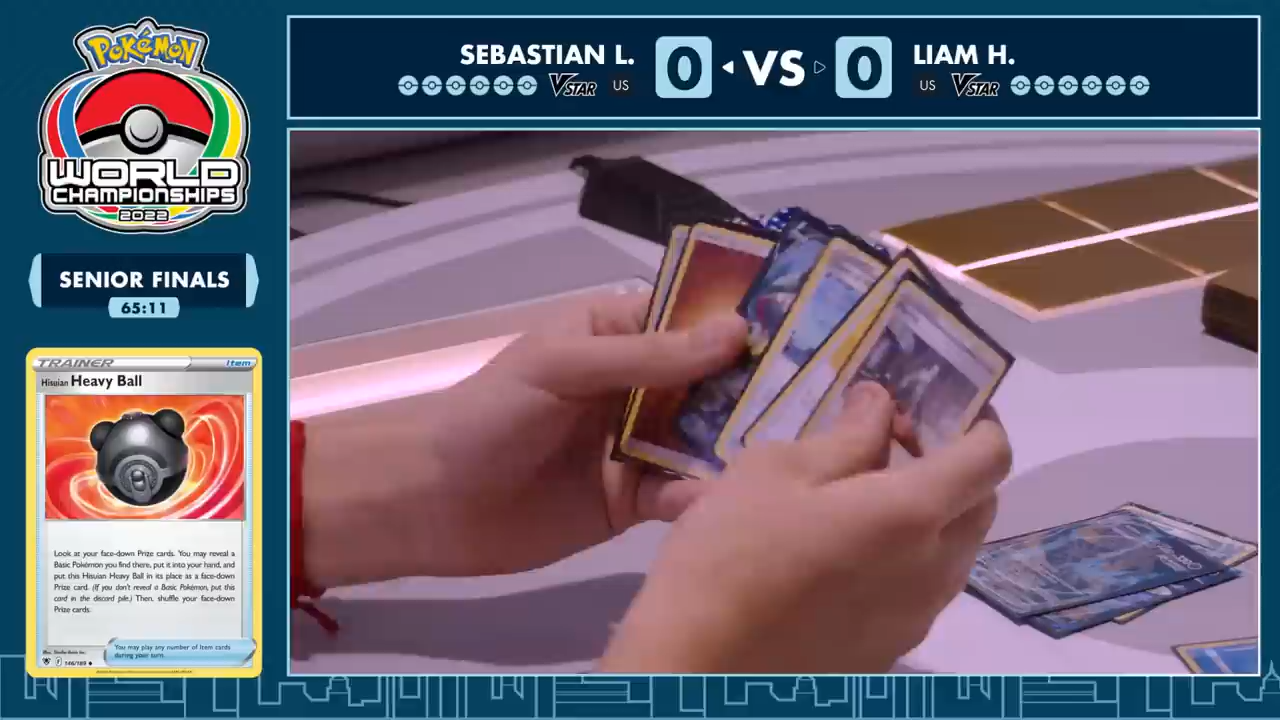 POKéMON
WORLD
CHAMPIONSHIPS
2022
SENIOR FINALS
65:11
SEBASTIAN L.
0
VS
0
LIAM H.
VSTAR
US
US
VSTAR
TRAINER
Item
Hisuian Heavy Ball
Look at your face-down Prize cards. You may reveal a
Basic Pokémon you find there, put it into your hand, and
put this Hisuian Heavy Ball in its place as a face-down
Prize card. (If you don't reveal a Basic Pokémon, put this
card in the discard pile.) Then, shuffle your face-down
Prize cards.
You may play any number of Item cards
during your turn.
146/189